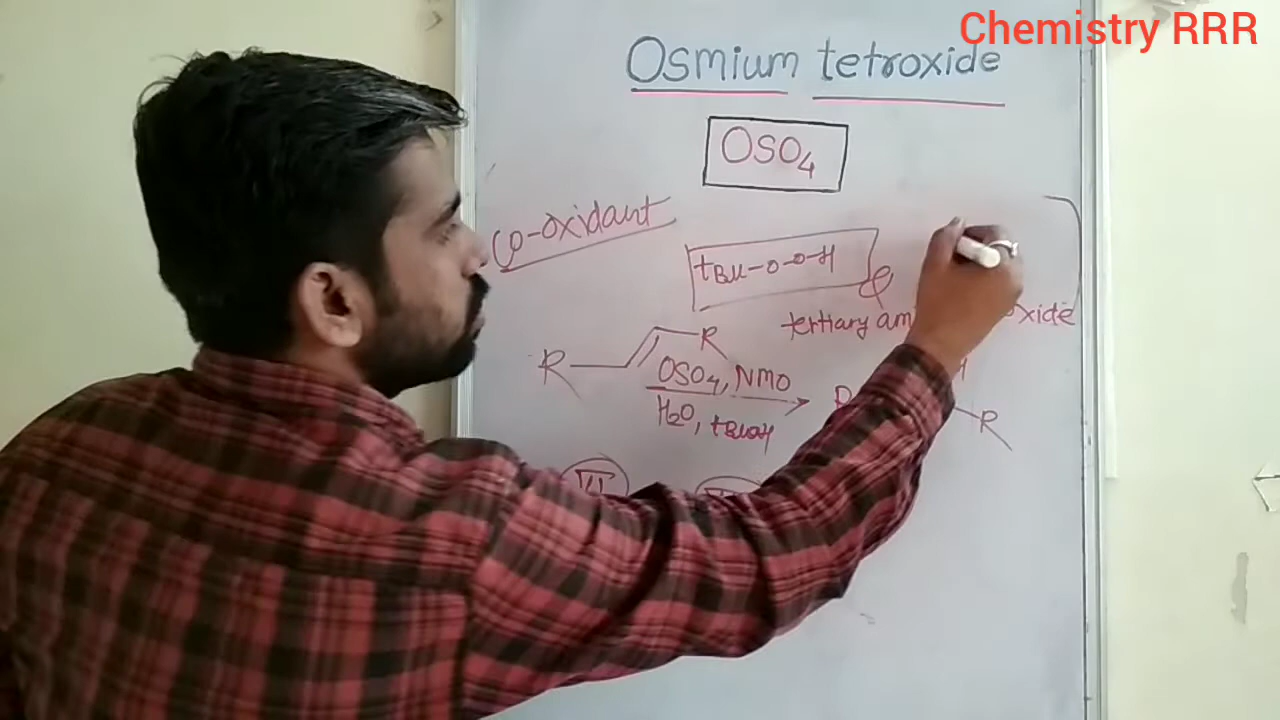 Chemistry RRR
Osmium tetroxide
OSO4
Co-oxidant
tBu-O-O-H
&
tertiary am oxide
R R
OSO4, NMO
H2O, tBuOH
R